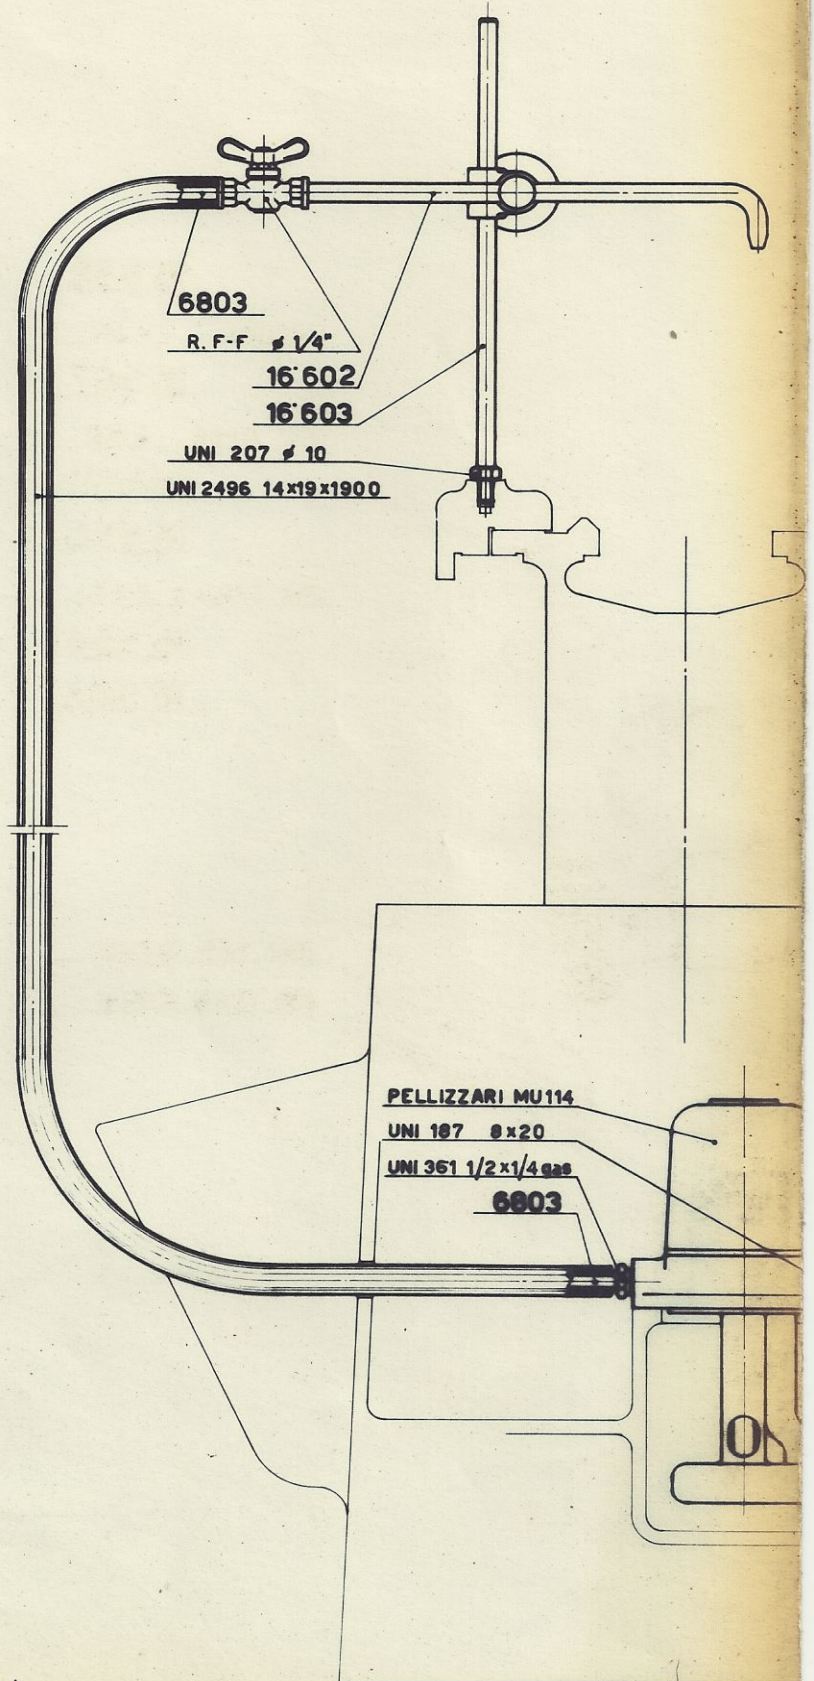 6803
R. F-F ø 1/4"
16·602
16·603
UNI 207 ø 10
UNI 2496 14x19x1900
PELLIZZARI MU114
UNI 187 8x20
UNI 361 1/2x1/4 gas
6803